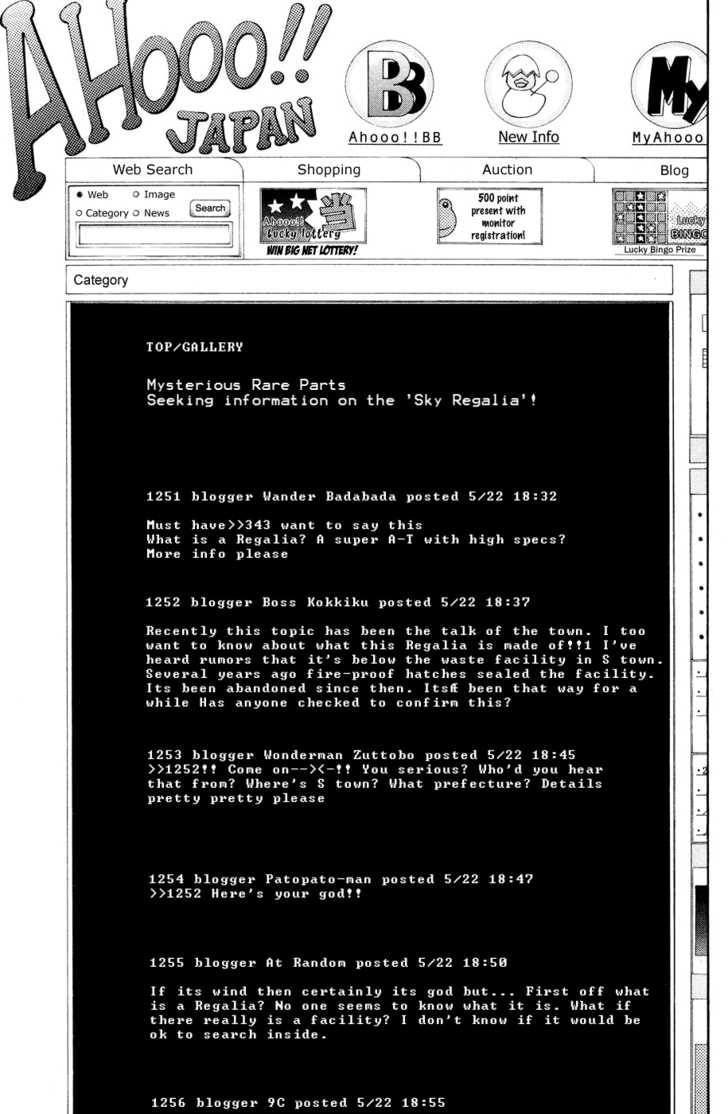 AHooo!!
JAPAN
BB
Ahooo!!BB
New Info
My
MyAhooo
Web Search
Shopping
Auction
Blog
Web
Image
Category
News
Search
Ahooo!!
Lucky lottery
WIN BIG NET LOTTERY!
500 point
present with
monitor
registration!
Lucky
BINGO
Lucky Bingo Prize
Category
TOP/GALLERY
Mysterious Rare Parts
Seeking information on the 'Sky Regalia'!
1251 blogger Wander Badabada posted 5/22 18:32
Must have>>343 want to say this
What is a Regalia? A super A-T with high specs?
More info please
1252 blogger Boss Kokkiku posted 5/22 18:37
Recently this topic has been the talk of the town. I too
want to know about what this Regalia is made of!!1 I've
heard rumors that it's below the waste facility in S town.
Several years ago fire-proof hatches sealed the facility.
Its been abandoned since then. Its been that way for a
while Has anyone checked to confirm this?
1253 blogger Wonderman Zuttobo posted 5/22 18:45
>>1252!! Come on--><-!! You serious? Who'd you hear
that from? Where's S town? What prefecture? Details
pretty pretty please
1254 blogger Patopato-man posted 5/22 18:47
>>1252 Here's your god!!
1255 blogger At Random posted 5/22 18:50
If its wind then certainly its god but... First off what
is a Regalia? No one seems to know what it is. What if
there really is a facility? I don't know if it would be
ok to search inside.
1256 blogger 9C posted 5/22 18:55